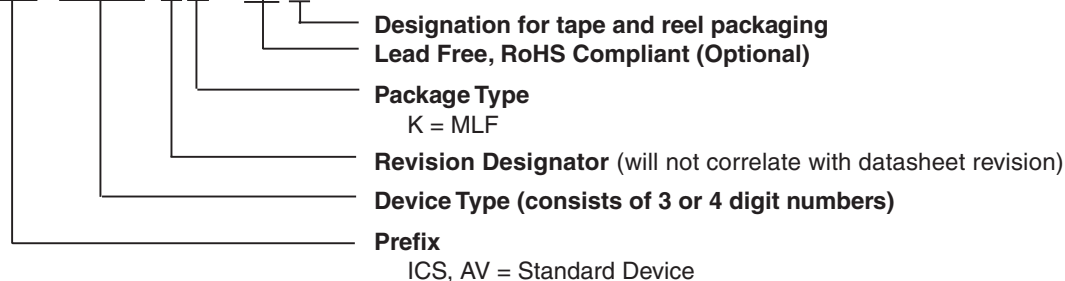 Designation for tape and reel packaging
Lead Free, RoHS Compliant (Optional)
Package Type
K = MLF
Revision Designator (will not correlate with datasheet revision)
Device Type (consists of 3 or 4 digit numbers)
Prefix
ICS, AV = Standard Device